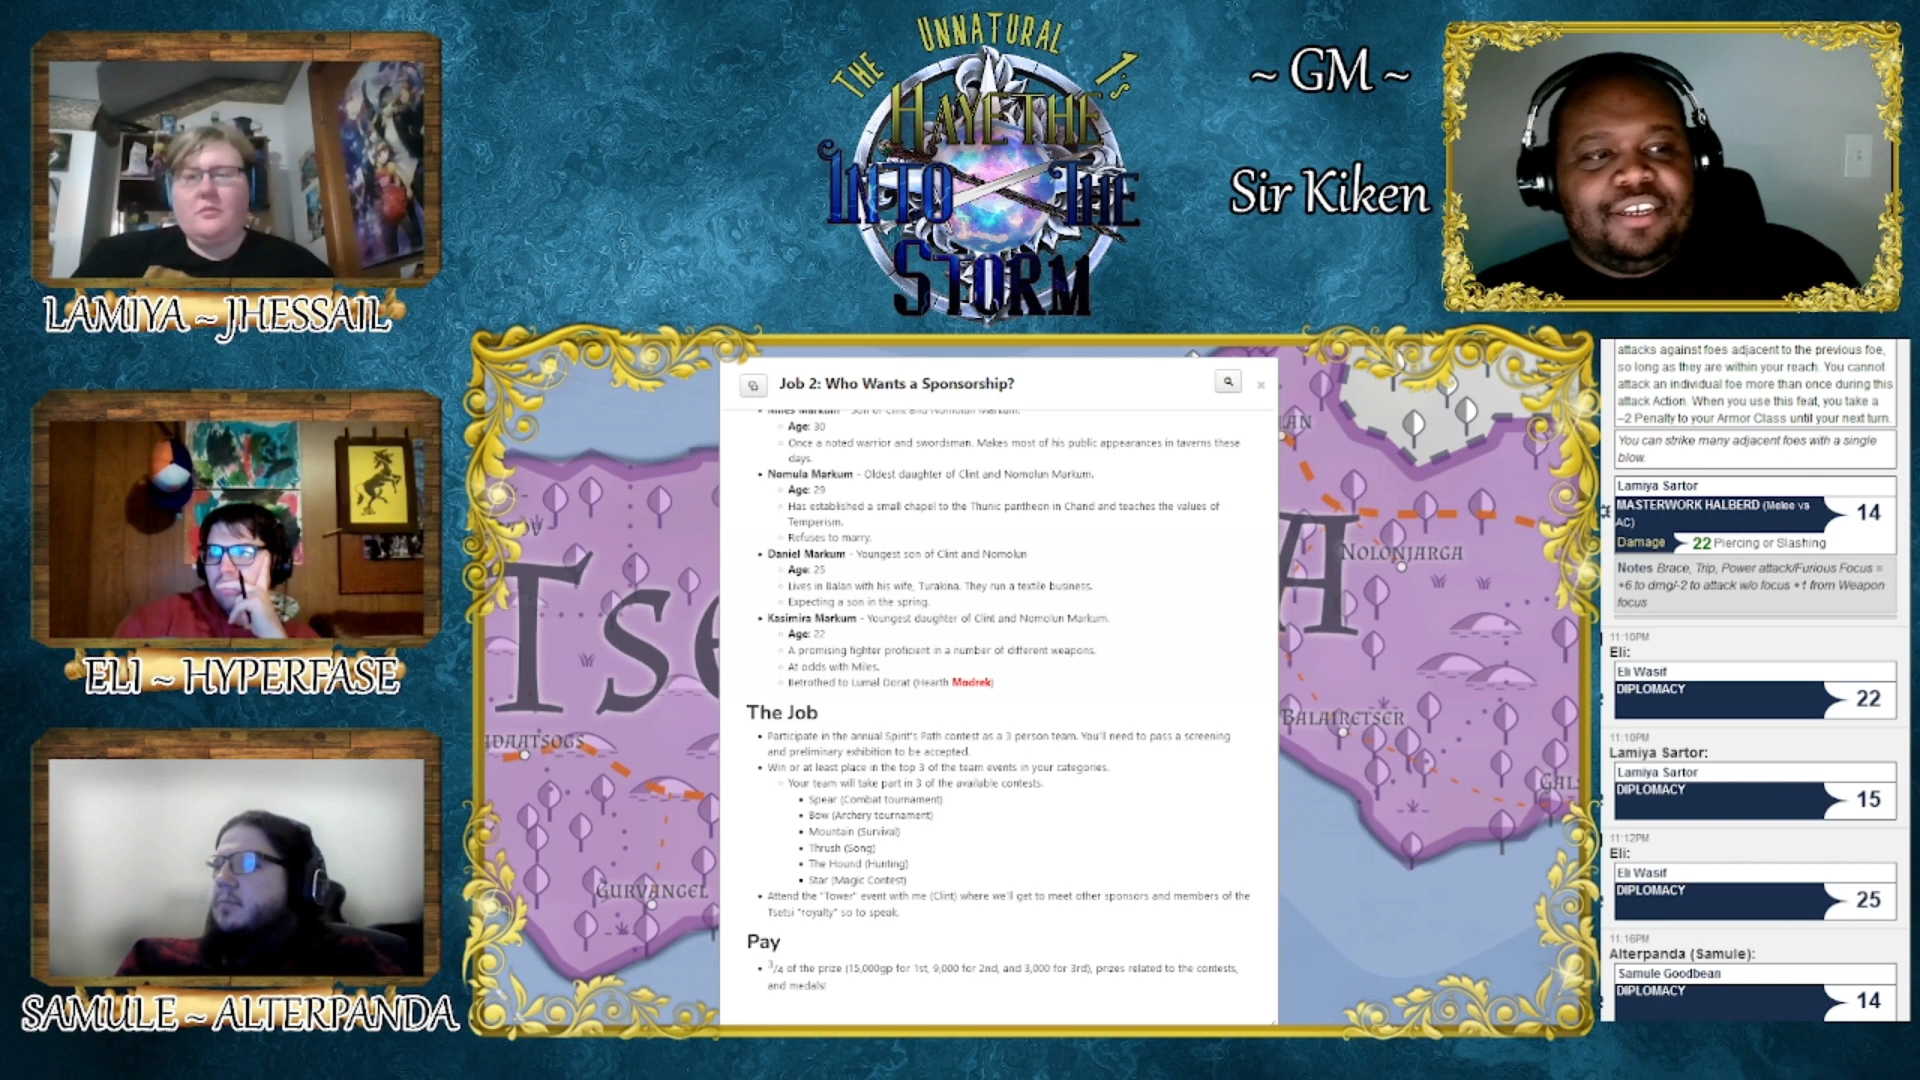 THE UNNATURAL 1's
HAYETHE
INTO THE
STORM
~ GM ~
Sir Kiken
LAMIYA ~ JHESSAIL
ELI ~ HYPERFASE
SAMULE ~ ALTERPANDA
Job 2: Who Wants a Sponsorship?
Miles Markum - Son of Clint and Nomolun Markum.
Age: 30
Once a noted warrior and swordsman. Makes most of his public appearances in taverns these
days.
Nomula Markum - Oldest daughter of Clint and Nomolun Markum.
Age: 29
Has established a small chapel to the Thunic pantheon in Chand and teaches the values of
Temperism.
Refuses to marry.
Daniel Markum - Youngest son of Clint and Nomolun
Age: 25
Lives in Balan with his wife, Turakina. They run a textile business.
Expecting a son in the spring.
Kasimira Markum - Youngest daughter of Clint and Nomolun Markum.
Age: 22
A promising fighter proficient in a number of different weapons.
At odds with Miles.
Betrothed to Lumal Dorat (Hearth Modrek)
The Job
Participate in the annual Spirit's Path contest as a 3 person team. You'll need to pass a screening
and preliminary exhibition to be accepted.
Win or at least place in the top 3 of the team events in your categories.
Your team will take part in 3 of the available contests.
Spear (Combat tournament)
Bow (Archery tournament)
Mountain (Survival)
Thrush (Song)
The Hound (Hunting)
Star (Magic Contest)
Attend the "Tower" event with me (Clint) where we'll get to meet other sponsors and members of the
Tsetsi "royalty" so to speak.
Pay
3/4 of the prize (15,000gp for 1st, 9,000 for 2nd, and 3,000 for 3rd), prizes related to the contests,
and medals!
Tse
A
AN
NOLONJARGA
BALAIRETSER
GAL
IDAATSOGS
GURVANGEL
attacks against foes adjacent to the previous foe,
so long as they are within your reach. You cannot
attack an individual foe more than once during this
attack Action. When you use this feat, you take a
–2 Penalty to your Armor Class until your next turn.
You can strike many adjacent foes with a single
blow.
Lamiya Sartor
MASTERWORK HALBERD (Melee vs
AC)
14
Damage 22 Piercing or Slashing
Notes Brace, Trip, Power attack/Furious Focus =
+6 to dmg/-2 to attack w/o focus +1 from Weapon
focus
11:10PM
Eli:
Eli Wasif
DIPLOMACY 22
11:10PM
Lamiya Sartor:
Lamiya Sartor
DIPLOMACY 15
11:12PM
Eli:
Eli Wasif
DIPLOMACY 25
11:16PM
Alterpanda (Samule):
Samule Goodbean
DIPLOMACY 14